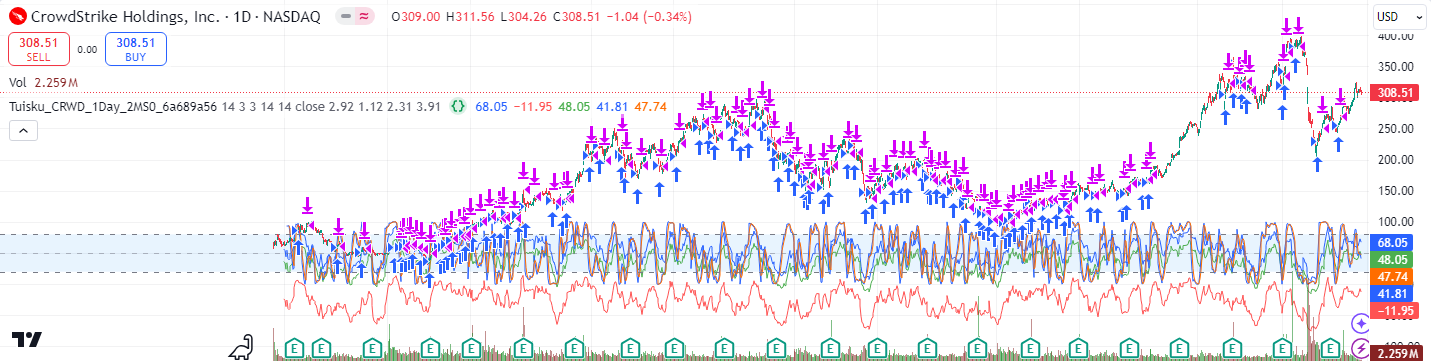 CrowdStrike Holdings, Inc. · 1D · NASDAQ O309.00 H311.56 L304.26 C308.51 −1.04 (−0.34%)
USD
308.51 SELL 0.00 308.51 BUY
Vol 2.259M
Tuisku_CRWD_1Day_2MS0_6a689a56 14 3 3 14 14 close 2.92 1.12 2.31 3.91 68.05 −11.95 48.05 41.81 47.74
400.00
350.00
308.51
250.00
200.00
150.00
100.00
68.05
48.05
47.74
41.81
−11.95
E E E E E E E E E E E E E E E E E E E E E E
2.259M